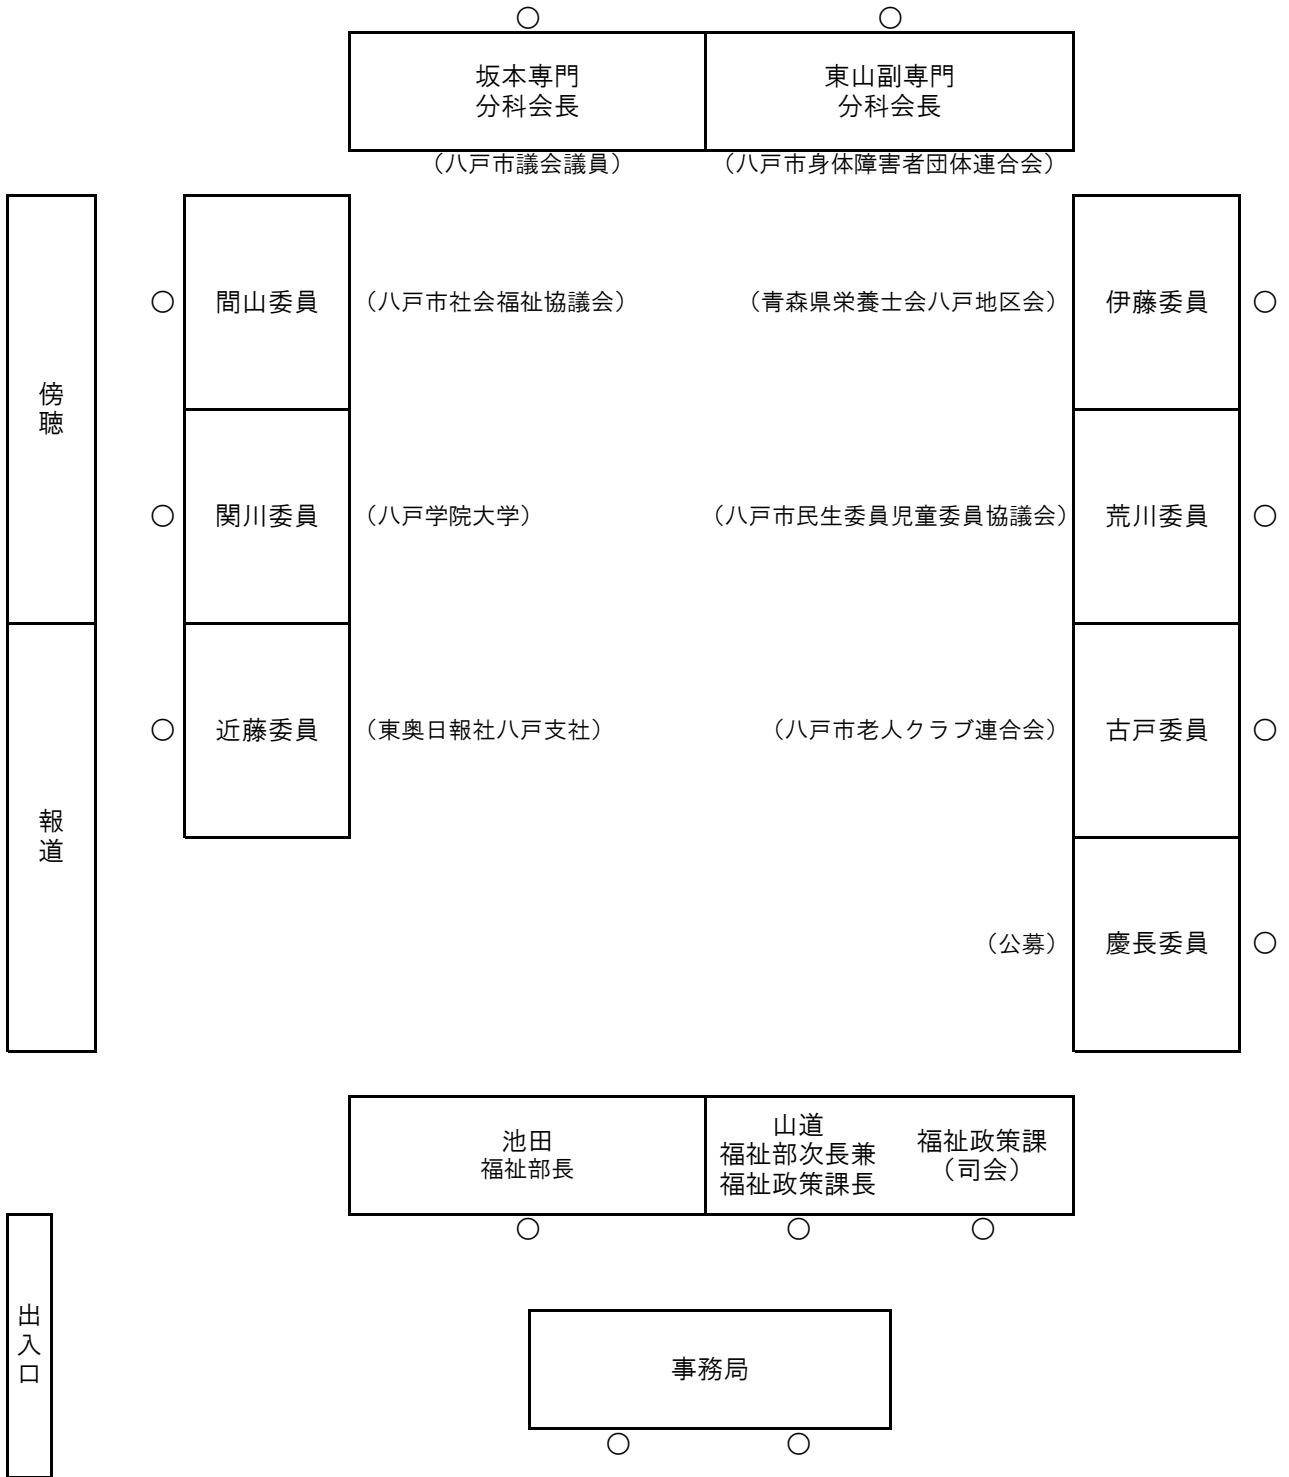 ○ ○
坂本専門
分科会長
東山副専門
分科会長
（八戸市議会議員）
（八戸市身体障害者団体連合会）
傍聴
報道
○ 間山委員 （八戸市社会福祉協議会）
（青森県栄養士会八戸地区会） 伊藤委員 ○
○ 関川委員 （八戸学院大学）
（八戸市民生委員児童委員協議会） 荒川委員 ○
○ 近藤委員 （東奥日報社八戸支社）
（八戸市老人クラブ連合会） 古戸委員 ○
（公募） 慶長委員 ○
池田
福祉部長
山道
福祉部次長兼
福祉政策課長
福祉政策課
（司会）
○ ○ ○
出入口
事務局
○ ○